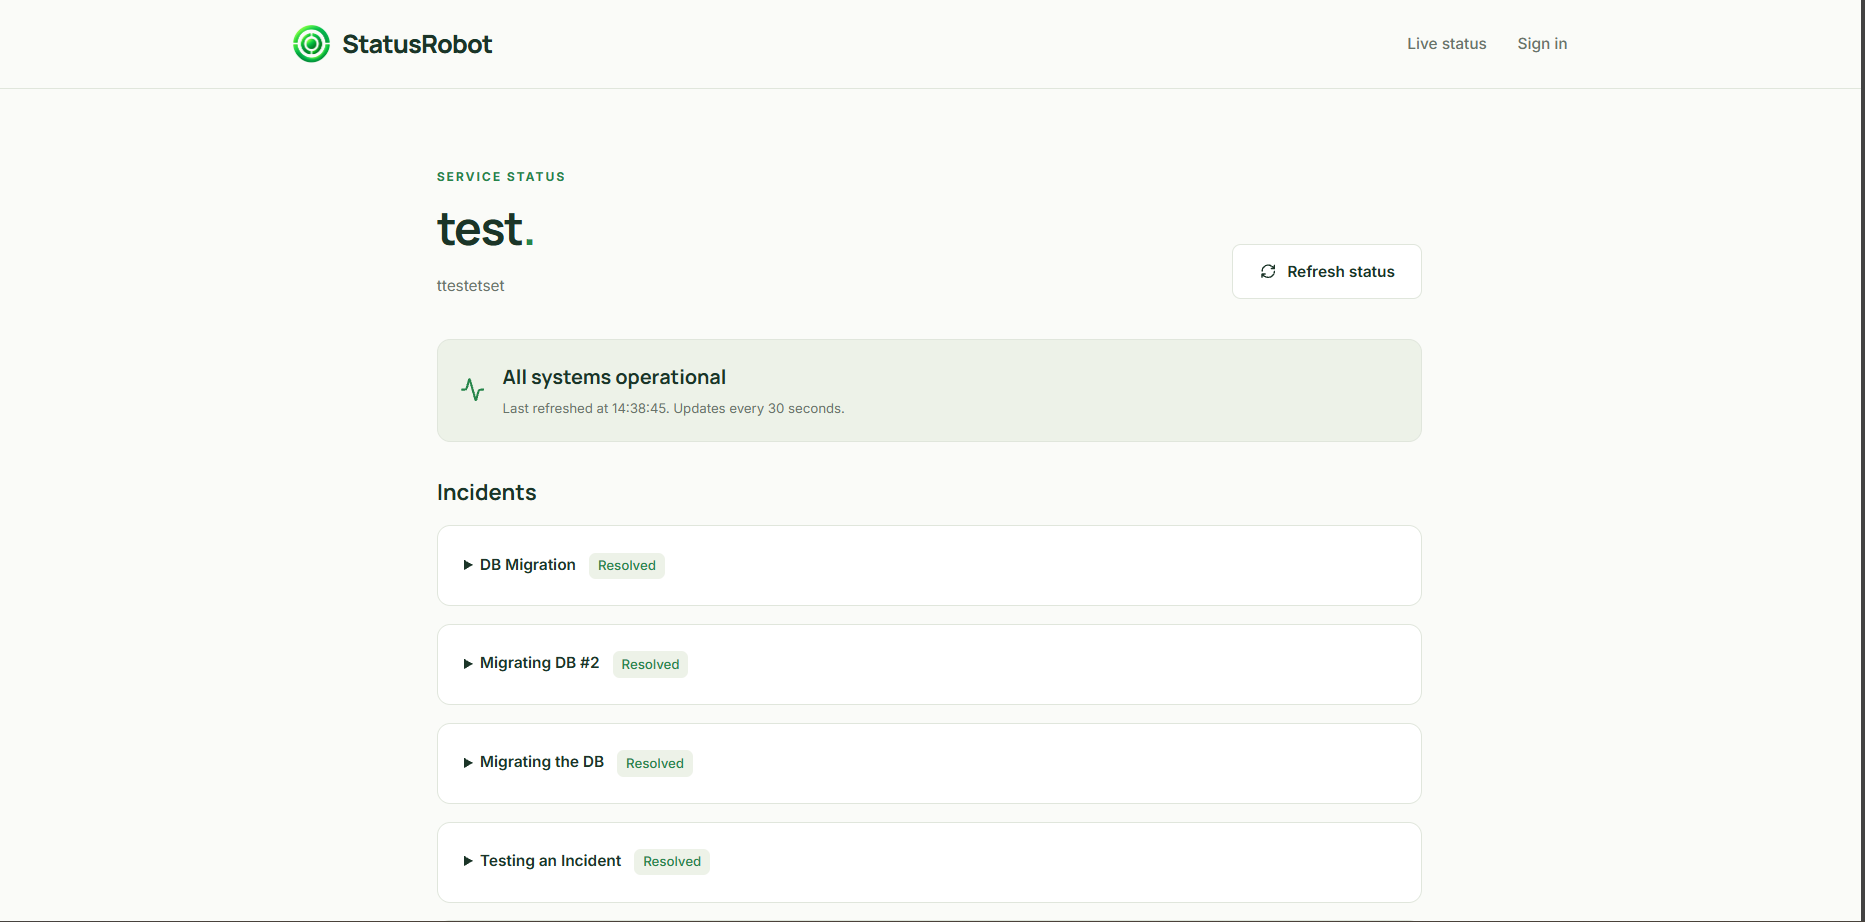 StatusRobot
Live status
Sign in
SERVICE STATUS
test.
ttestetset
Refresh status
All systems operational
Last refreshed at 14:38:45. Updates every 30 seconds.
Incidents
DB Migration Resolved
Migrating DB #2 Resolved
Migrating the DB Resolved
Testing an Incident Resolved